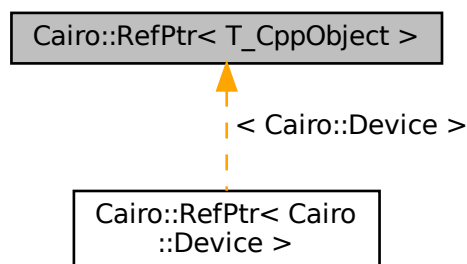 Cairo::RefPtr< T_CppObject >
< Cairo::Device >
Cairo::RefPtr< Cairo
::Device >